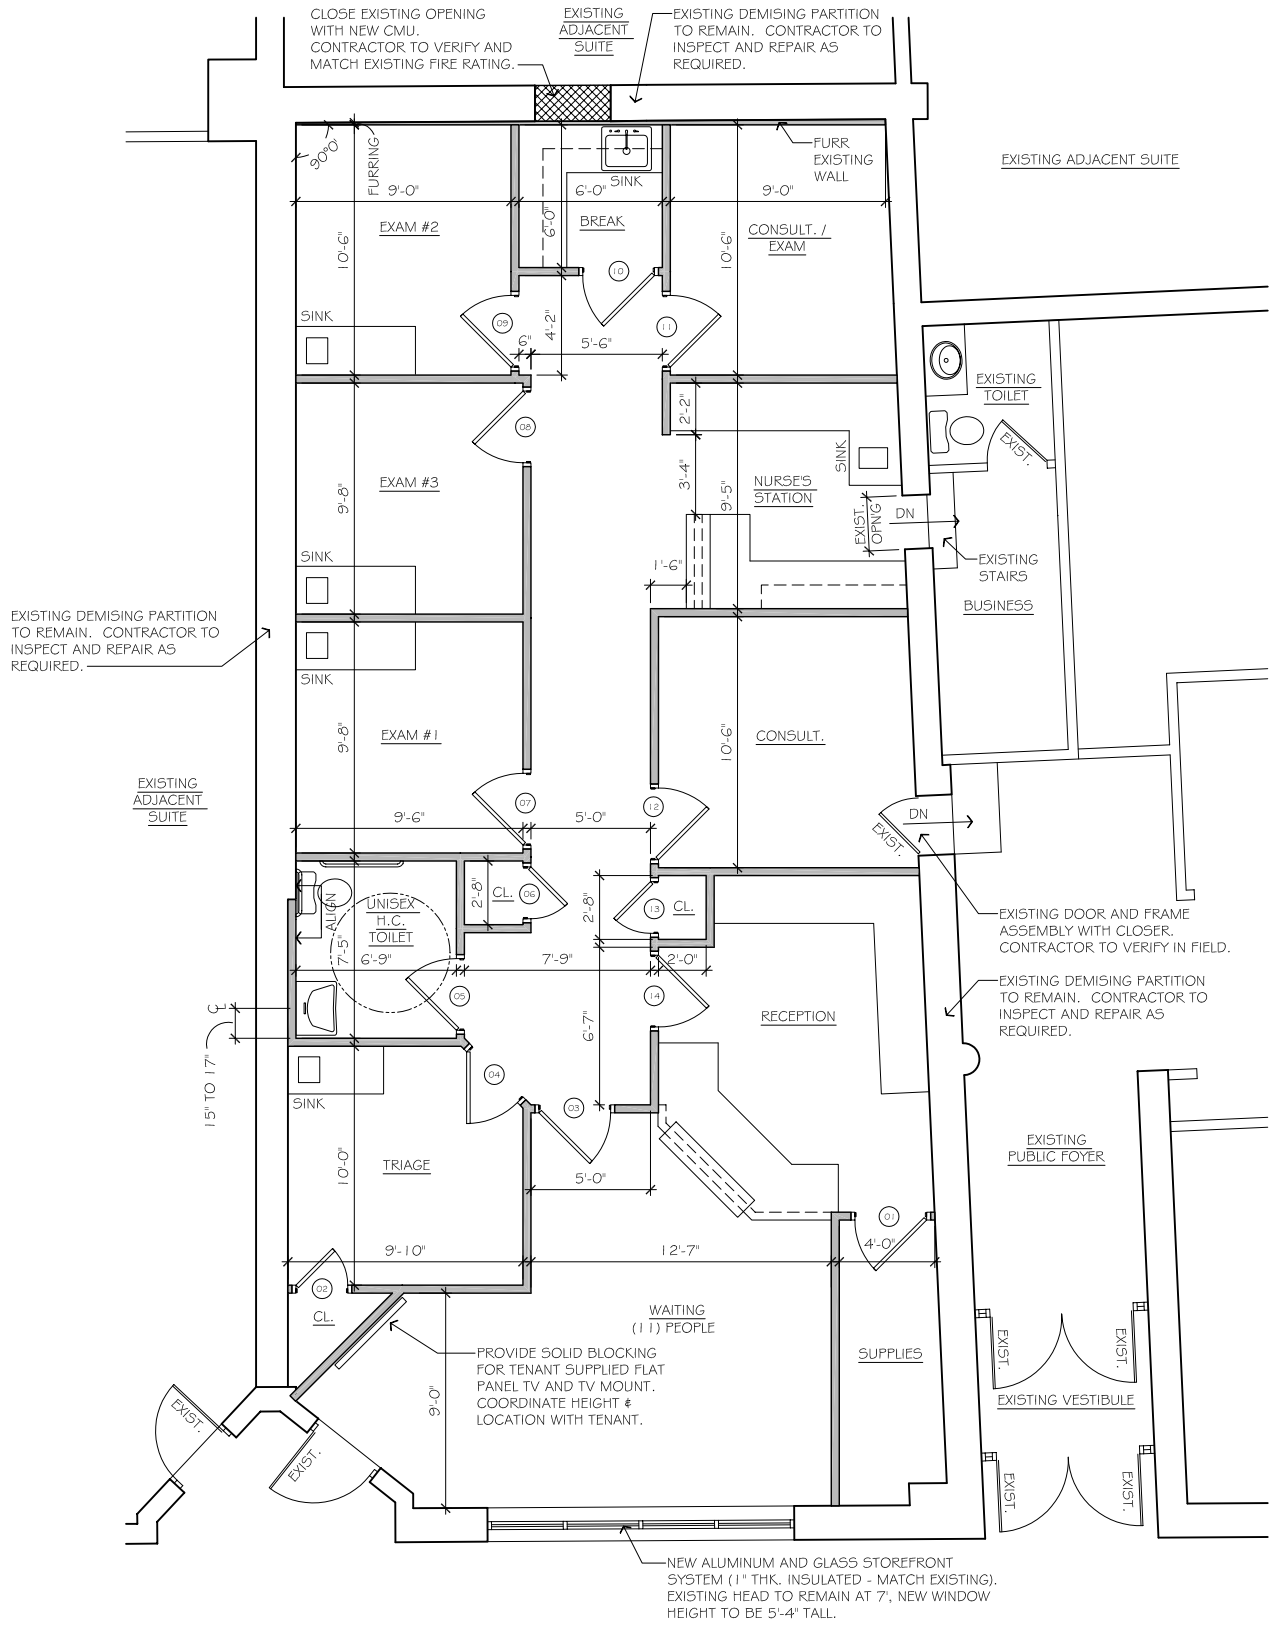 CLOSE EXISTING OPENING
WITH NEW CMU.
CONTRACTOR TO VERIFY AND
MATCH EXISTING FIRE RATING.
EXISTING
ADJACENT
SUITE
EXISTING DEMISING PARTITION
TO REMAIN. CONTRACTOR TO
INSPECT AND REPAIR AS
REQUIRED.
90°0'
FURRING
SINK
FURR
EXISTING
WALL
EXISTING ADJACENT SUITE
9'-0"
6'-0"
9'-0"
EXAM #2
10'-6"
6'-0"
BREAK
10'-6"
CONSULT. /
EXAM
10
SINK
09
4'-2"
11
6"
5'-6"
EXISTING
TOILET
EXIST.
08
2'-2"
SINK
EXAM #3
9'-8"
3'-4"
9'-5"
NURSE'S
STATION
EXIST.
OPN'G
DN
SINK
1'-6"
EXISTING
STAIRS
BUSINESS
EXISTING DEMISING PARTITION
TO REMAIN. CONTRACTOR TO
INSPECT AND REPAIR AS
REQUIRED.
SINK
EXAM #1
9'-8"
10'-6"
CONSULT.
EXISTING
ADJACENT
SUITE
07
12
9'-6"
5'-0"
DN
EXIST.
2'-8"
CL.
06
2'-8"
13
CL.
ALIGN
UNISEX
H.C.
TOILET
EXISTING DOOR AND FRAME
ASSEMBLY WITH CLOSER.
CONTRACTOR TO VERIFY IN FIELD.
7'-5"
6'-9"
7'-9"
2'-0"
05
14
EXISTING DEMISING PARTITION
TO REMAIN. CONTRACTOR TO
INSPECT AND REPAIR AS
REQUIRED.
CL
15" TO 17"
6'-7"
RECEPTION
04
SINK
03
TRIAGE
10'-0"
5'-0"
EXISTING
PUBLIC FOYER
01
9'-10"
12'-7"
4'-0"
02
CL.
WAITING
(11) PEOPLE
SUPPLIES
EXIST.
EXIST.
PROVIDE SOLID BLOCKING
FOR TENANT SUPPLIED FLAT
PANEL TV AND TV MOUNT.
COORDINATE HEIGHT &
LOCATION WITH TENANT.
9'-0"
EXISTING VESTIBULE
EXIST.
EXIST.
EXIST.
EXIST.
NEW ALUMINUM AND GLASS STOREFRONT
SYSTEM (1" THK. INSULATED - MATCH EXISTING).
EXISTING HEAD TO REMAIN AT 7', NEW WINDOW
HEIGHT TO BE 5'-4" TALL.